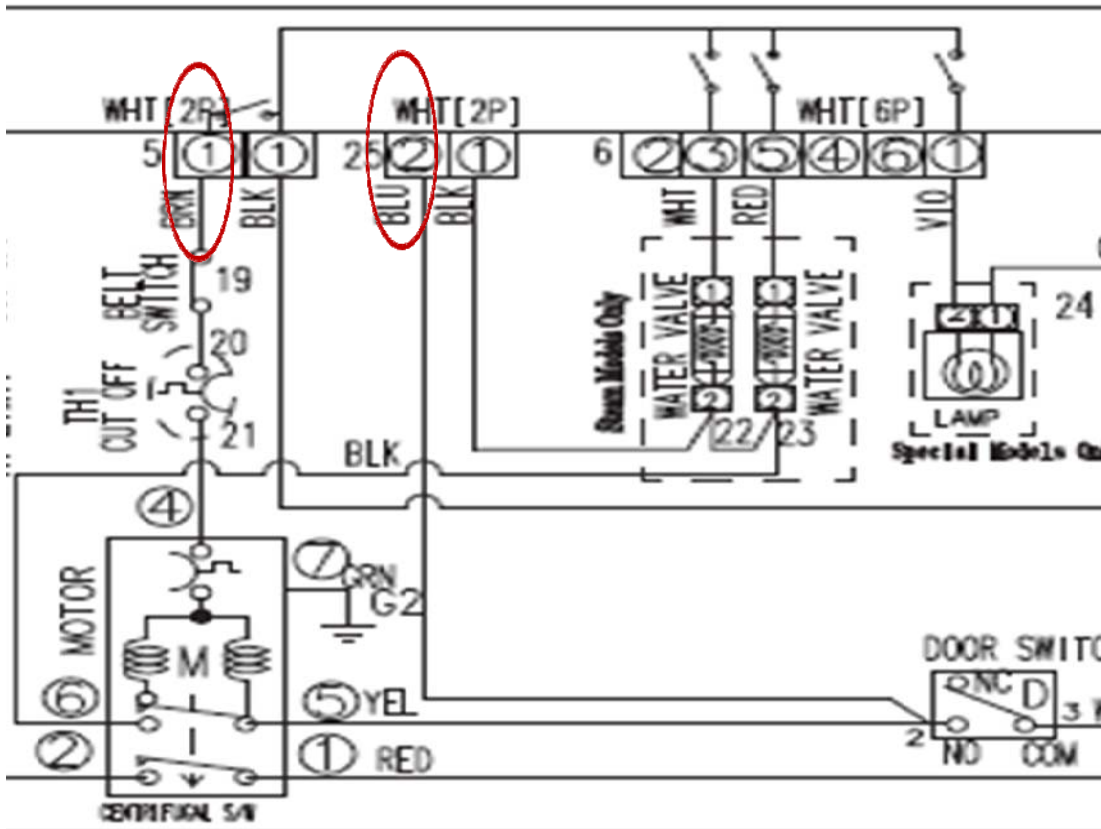 WHT[2P]
WHT[2P]
WHT[6P]
5 1 1
25 2 1
6 2 3 5 4 6 1
BRN
BLK
BLU
BLK
WHT
RED
VIO
BELT
SWITCH
19
20
TH1
CUT OFF
21
Steam Models Only
WATER VALVE
1
2
1
2
WATER VALVE
22
23
2 1
24
LAMP
Special Models
BLK
4
7
GRN
G2
MOTOR
M
6
5 YEL
2
1 RED
CENTRIFUGAL S/W
DOOR
NC D
3
2
NO COM